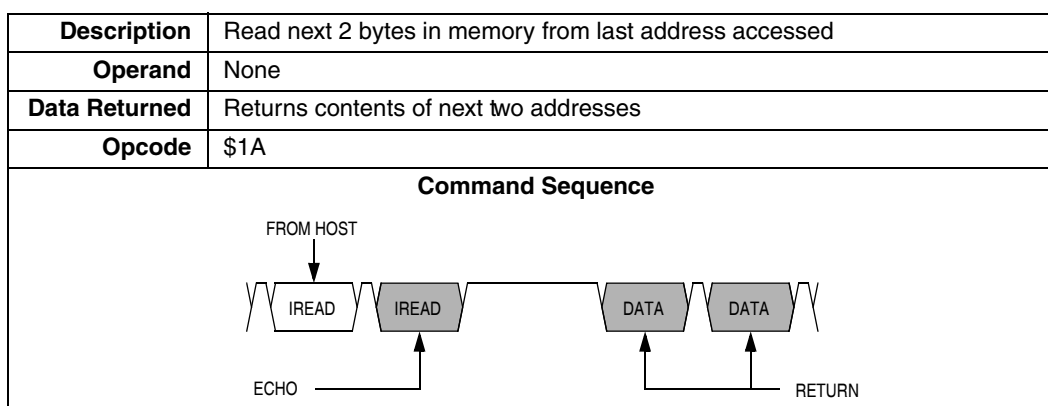 Description Read next 2 bytes in memory from last address accessed
Operand None
Data Returned Returns contents of next two addresses
Opcode $1A
Command Sequence
FROM HOST
IREAD IREAD DATA DATA
ECHO RETURN